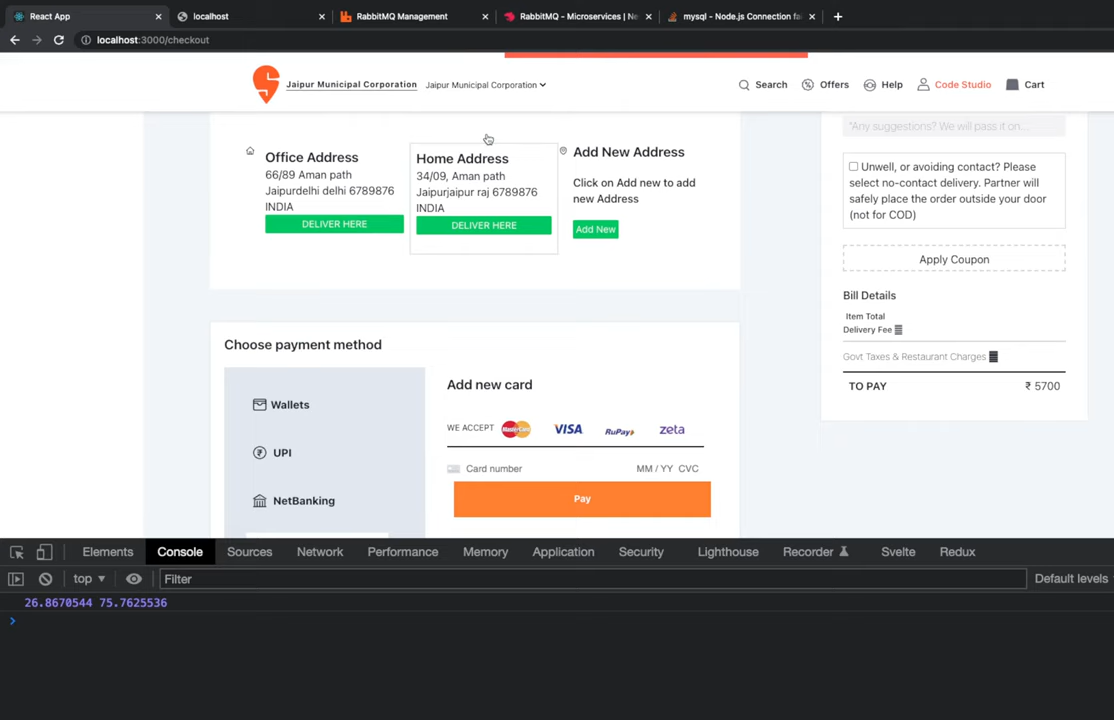 React App
localhost
RabbitMQ Management
RabbitMQ - Microservices | Ne
mysql - Node.js Connection fa
localhost:3000/checkout
Jaipur Municipal Corporation
Jaipur Municipal Corporation
Search
Offers
Help
Code Studio
Cart
Office Address
66/89 Aman path
Jaipurdelhi delhi 6789876
INDIA
DELIVER HERE
Home Address
34/09, Aman path
Jaipurjaipur raj 6789876
INDIA
DELIVER HERE
Add New Address
Click on Add new to add
new Address
Add New
"Any suggestions? We will pass it on...
Unwell, or avoiding contact? Please
select no-contact delivery. Partner will
safely place the order outside your door
(not for COD)
Apply Coupon
Bill Details
Item Total
Delivery Fee
Govt Taxes & Restaurant Charges
TO PAY ₹ 5700
Choose payment method
Wallets
UPI
NetBanking
Add new card
WE ACCEPT MasterCard VISA RuPay zeta
Card number MM / YY CVC
Pay
Elements Console Sources Network Performance Memory Application Security Lighthouse Recorder Svelte Redux
top Filter Default levels
26.8670544 75.7625536